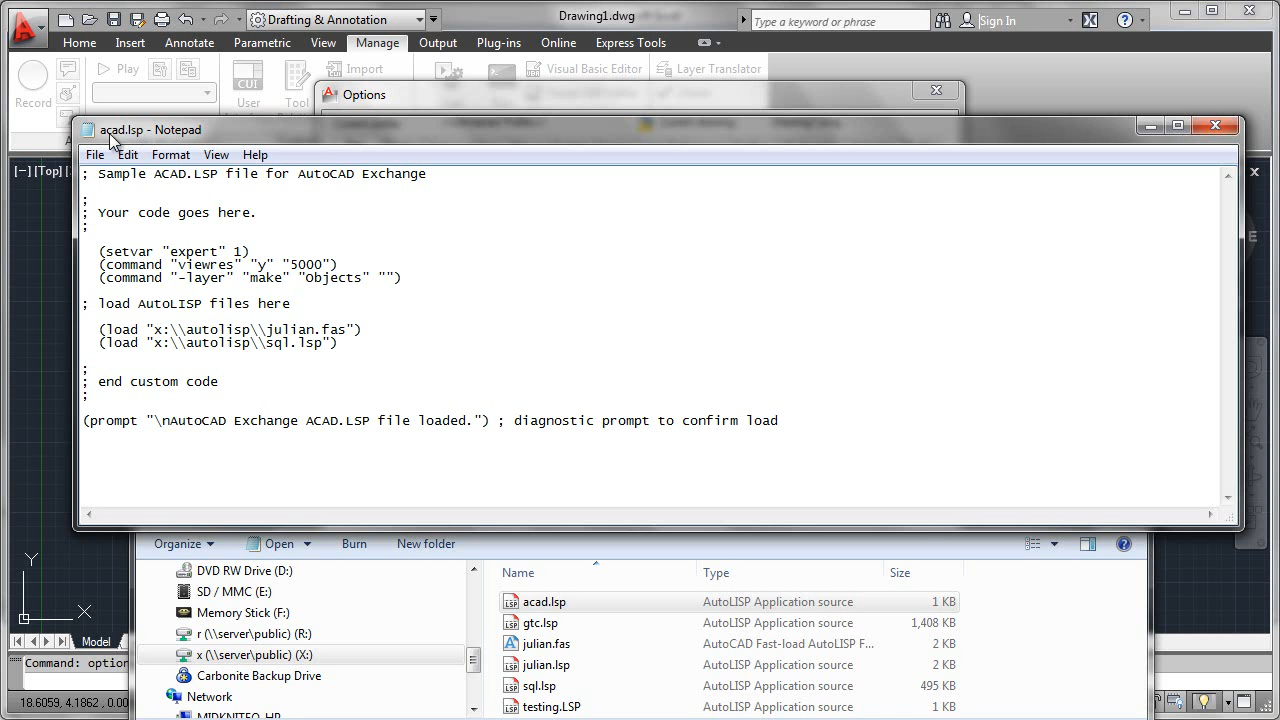 Drafting & Annotation
Drawing1.dwg
Type a keyword or phrase
Sign In
Home Insert Annotate Parametric View Manage Output Plug-ins Online Express Tools
Play
Import
Visual Basic Editor
Layer Translator
Record
CUI
User
Tool
Options
acad.lsp - Notepad
File Edit Format View Help
[−][Top]
; Sample ACAD.LSP file for AutoCAD Exchange
;
; Your code goes here.
;
(setvar "expert" 1)
(command "viewres" "y" "5000")
(command "-layer" "make" "Objects" "")
; load AutoLISP files here
(load "x:\\autolisp\\julian.fas")
(load "x:\\autolisp\\sql.lsp")
;
; end custom code
;
(prompt "\nAutoCAD Exchange ACAD.LSP file loaded.") ; diagnostic prompt to confirm load
E
Organize Open Burn New folder
Name Type Size
DVD RW Drive (D:)
SD / MMC (E:)
Memory Stick (F:)
r (\\server\public) (R:)
x (\\server\public) (X:)
Carbonite Backup Drive
Network
MIDKNITEO-HP
acad.lsp AutoLISP Application source 1 KB
gtc.lsp AutoLISP Application source 1,408 KB
julian.fas AutoCAD Fast-load AutoLISP F... 2 KB
julian.lsp AutoLISP Application source 2 KB
sql.lsp AutoLISP Application source 495 KB
testing.LSP AutoLISP Application source 1 KB
Y
X
Model
Command: option
18.6059, 4.1862, 0.00